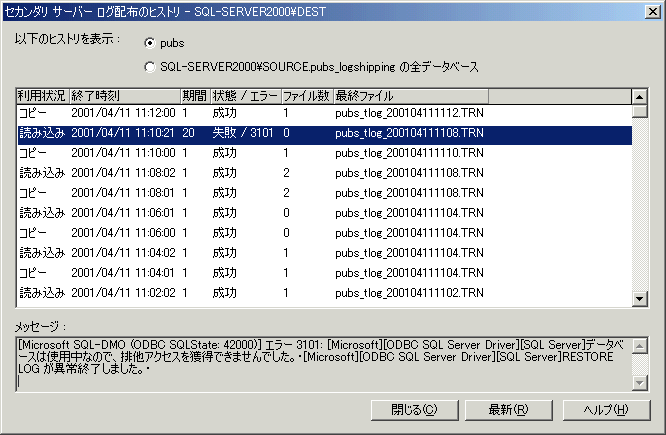 セカンダリ サーバー ログ配布のヒストリ - SQL-SERVER2000¥DEST
以下のヒストリを表示：
pubs
SQL-SERVER2000¥SOURCE.pubs_logshipping の全データベース
利用状況 終了時刻 期間 状態 / エラー ファイル数 最終ファイル
コピー 2001/04/11 11:12:00 1 成功 1 pubs_tlog_200104111112.TRN
読み込み 2001/04/11 11:10:21 20 失敗 / 3101 0 pubs_tlog_200104111108.TRN
コピー 2001/04/11 11:10:00 1 成功 1 pubs_tlog_200104111110.TRN
読み込み 2001/04/11 11:08:02 1 成功 2 pubs_tlog_200104111108.TRN
コピー 2001/04/11 11:08:01 1 成功 2 pubs_tlog_200104111108.TRN
読み込み 2001/04/11 11:06:01 1 成功 0 pubs_tlog_200104111104.TRN
コピー 2001/04/11 11:06:00 1 成功 0 pubs_tlog_200104111104.TRN
読み込み 2001/04/11 11:04:02 1 成功 1 pubs_tlog_200104111104.TRN
コピー 2001/04/11 11:04:01 1 成功 1 pubs_tlog_200104111104.TRN
読み込み 2001/04/11 11:02:02 1 成功 1 pubs_tlog_200104111102.TRN
メッセージ：
[Microsoft SQL-DMO (ODBC SQLState: 42000)] エラー 3101: [Microsoft][ODBC SQL Server Driver][SQL Server]データベ
ースは使用中なので、排他アクセスを獲得できませんでした。・[Microsoft][ODBC SQL Server Driver][SQL Server]RESTORE
LOG が異常終了しました。・
閉じる(C) 最新(R) ヘルプ(H)